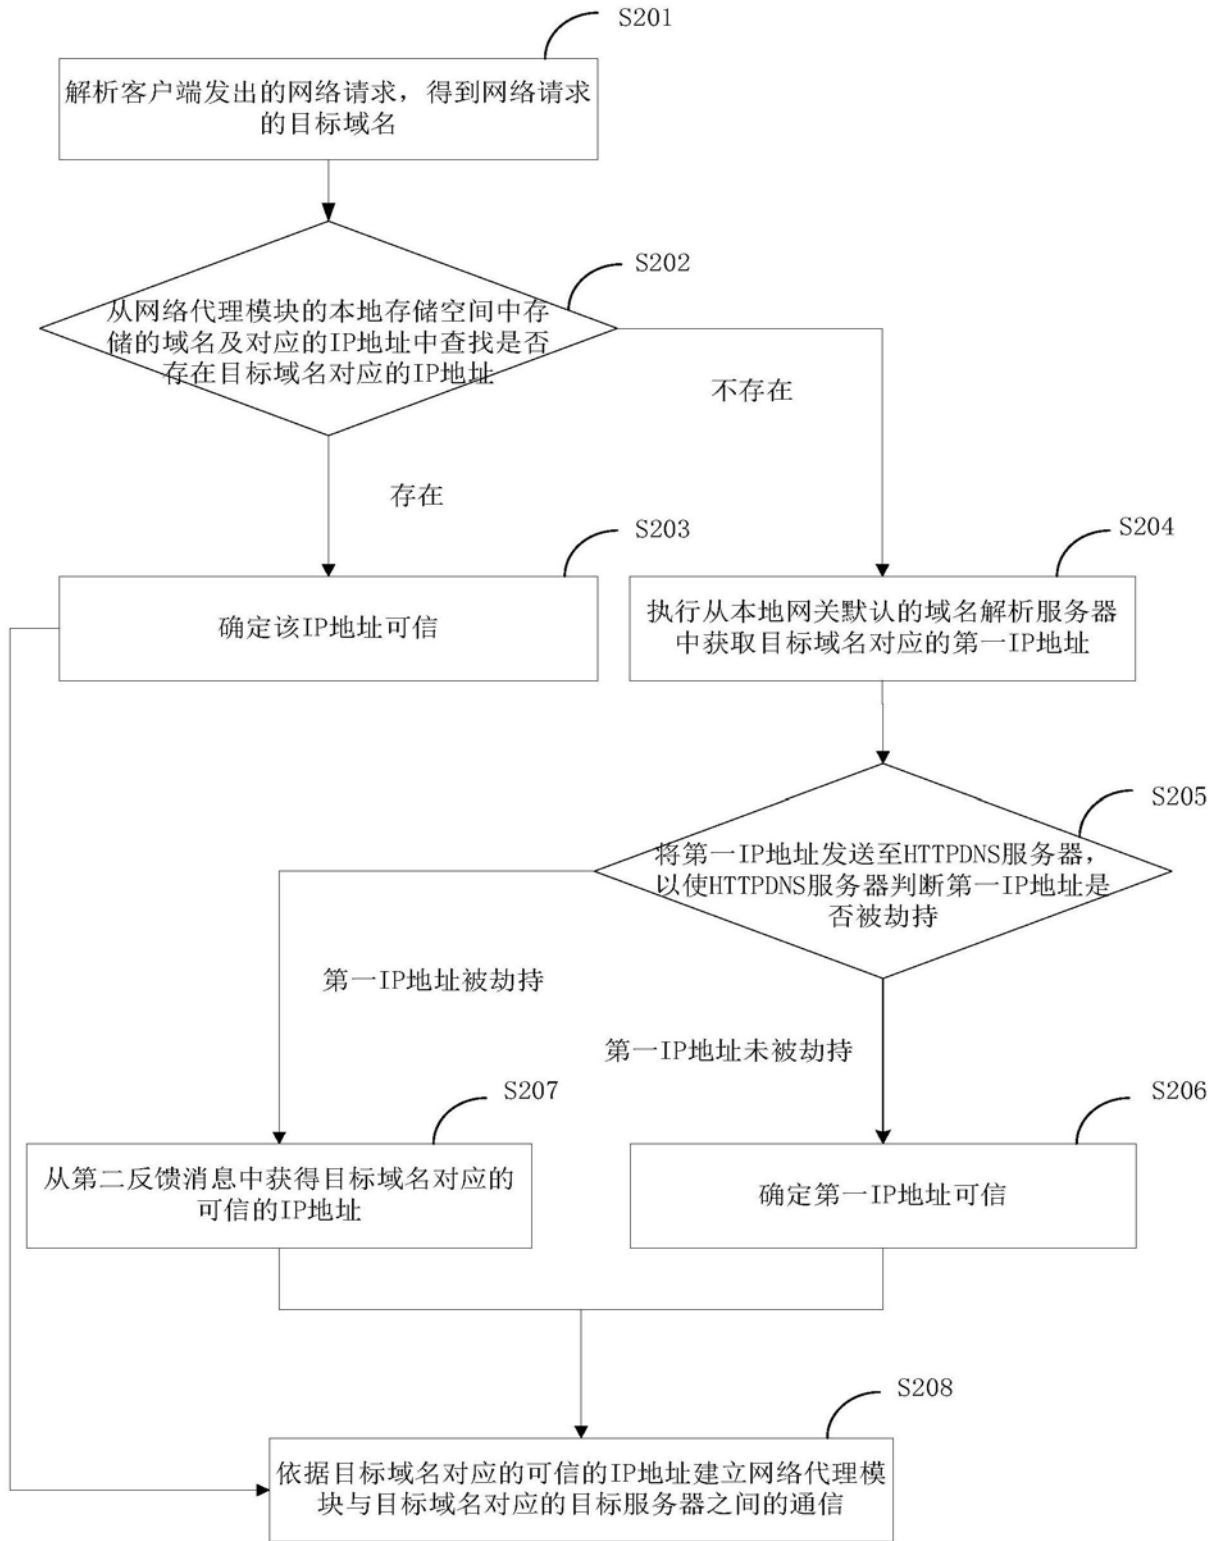 S201
解析客户端发出的网络请求，得到网络请求
的目标域名
S202
从网络代理模块的本地存储空间中存
储的域名及对应的IP地址中查找是否
存在目标域名对应的IP地址
不存在
存在
S203
S204
确定该IP地址可信
执行从本地网关默认的域名解析服务器
中获取目标域名对应的第一IP地址
S205
将第一IP地址发送至HTTPDNS服务器，
以使HTTPDNS服务器判断第一IP地址是
否被劫持
第一IP地址被劫持
第一IP地址未被劫持
S207
S206
从第二反馈消息中获得目标域名对应的
可信的IP地址
确定第一IP地址可信
S208
依据目标域名对应的可信的IP地址建立网络代理模
块与目标域名对应的目标服务器之间的通信